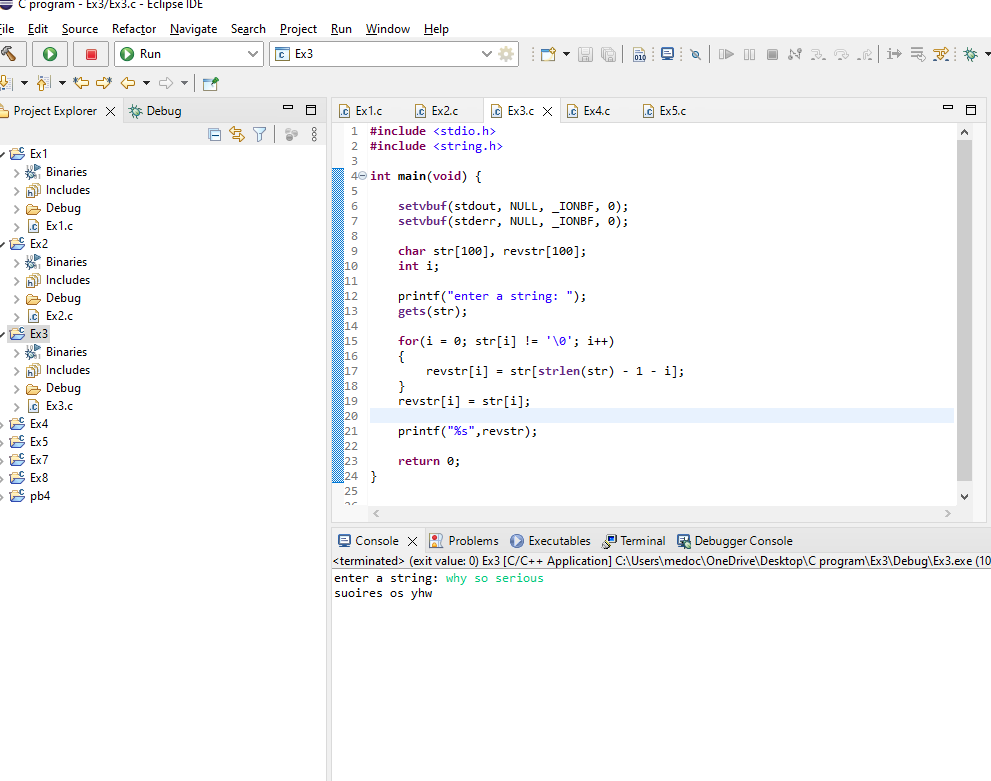 C program - Ex3/Ex3.c - Eclipse IDE
File Edit Source Refactor Navigate Search Project Run Window Help
Run Ex3
Project Explorer Debug
Ex1
Binaries
Includes
Debug
Ex1.c
Ex2
Binaries
Includes
Debug
Ex2.c
Ex3
Binaries
Includes
Debug
Ex3.c
Ex4
Ex5
Ex7
Ex8
pb4
Ex1.c Ex2.c Ex3.c Ex4.c Ex5.c
1 #include <stdio.h>
2 #include <string.h>
3
4 int main(void) {
5
6 setvbuf(stdout, NULL, _IONBF, 0);
7 setvbuf(stderr, NULL, _IONBF, 0);
8
9 char str[100], revstr[100];
10 int i;
11
12 printf("enter a string: ");
13 gets(str);
14
15 for(i = 0; str[i] != '\0'; i++)
16 {
17 revstr[i] = str[strlen(str) - 1 - i];
18 }
19 revstr[i] = str[i];
20
21 printf("%s",revstr);
22
23 return 0;
24 }
25
Console Problems Executables Terminal Debugger Console
<terminated> (exit value: 0) Ex3 [C/C++ Application] C:\Users\medoc\OneDrive\Desktop\C program\Ex3\Debug\Ex3.exe (10
enter a string: why so serious
suoires os yhw